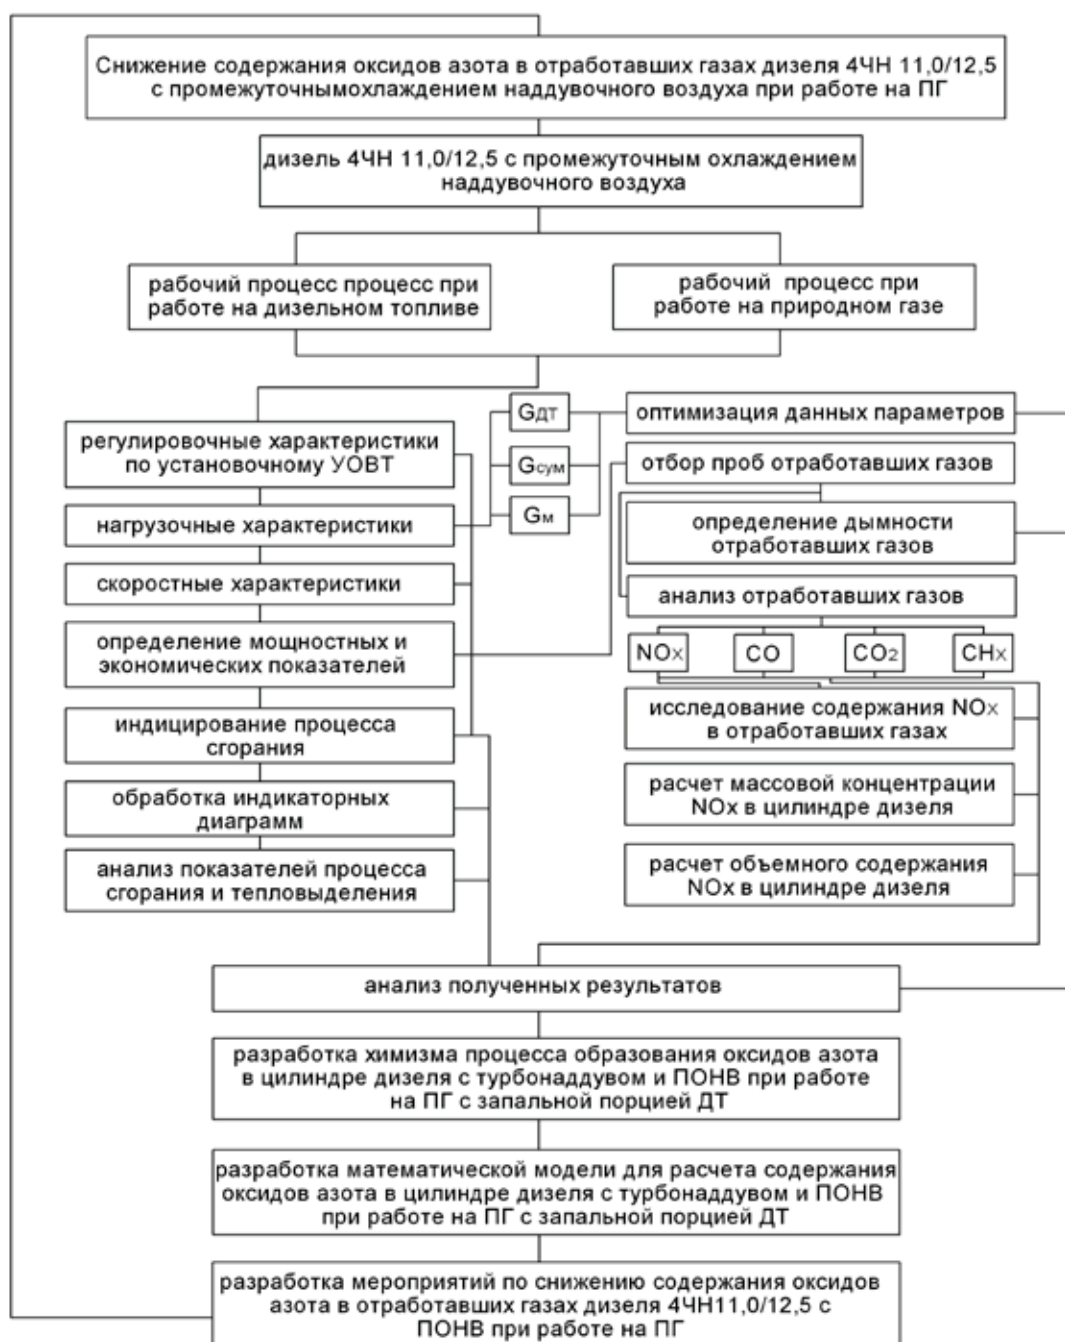 Снижение содержания оксидов азота в отработавших газах дизеля 4ЧН 11,0/12,5
с промежуточнымохлаждением наддувочного воздуха при работе на ПГ
дизель 4ЧН 11,0/12,5 с промежуточным охлаждением
наддувочного воздуха
рабочий процесс процесс при
работе на дизельном топливе
рабочий процесс при
работе на природном газе
регулировочные характеристики
по установочному УОВТ
нагрузочные характеристики
скоростные характеристики
определение мощностных и
экономических показателей
индицирование процесса
сгорания
обработка индикаторных
диаграмм
анализ показателей процесса
сгорания и тепловыделения
Gдт
Gсум
Gм
оптимизация данных параметров
отбор проб отработавших газов
определение дымности
отработавших газов
анализ отработавших газов
NOx
CO
CO2
CHx
исследование содержания NOx
в отработавших газах
расчет массовой концентрации
NOx в цилиндре дизеля
расчет объемного содержания
NOx в цилиндре дизеля
анализ полученных результатов
разработка химизма процесса образования оксидов азота
в цилиндре дизеля с турбонаддувом и ПОНВ при работе
на ПГ с запальной порцией ДТ
разработка математической модели для расчета содержания
оксидов азота в цилиндре дизеля с турбонаддувом и ПОНВ
при работе на ПГ с запальной порцией ДТ
разработка мероприятий по снижению содержания оксидов
азота в отработавших газах дизеля 4ЧН11,0/12,5 с
ПОНВ при работе на ПГ